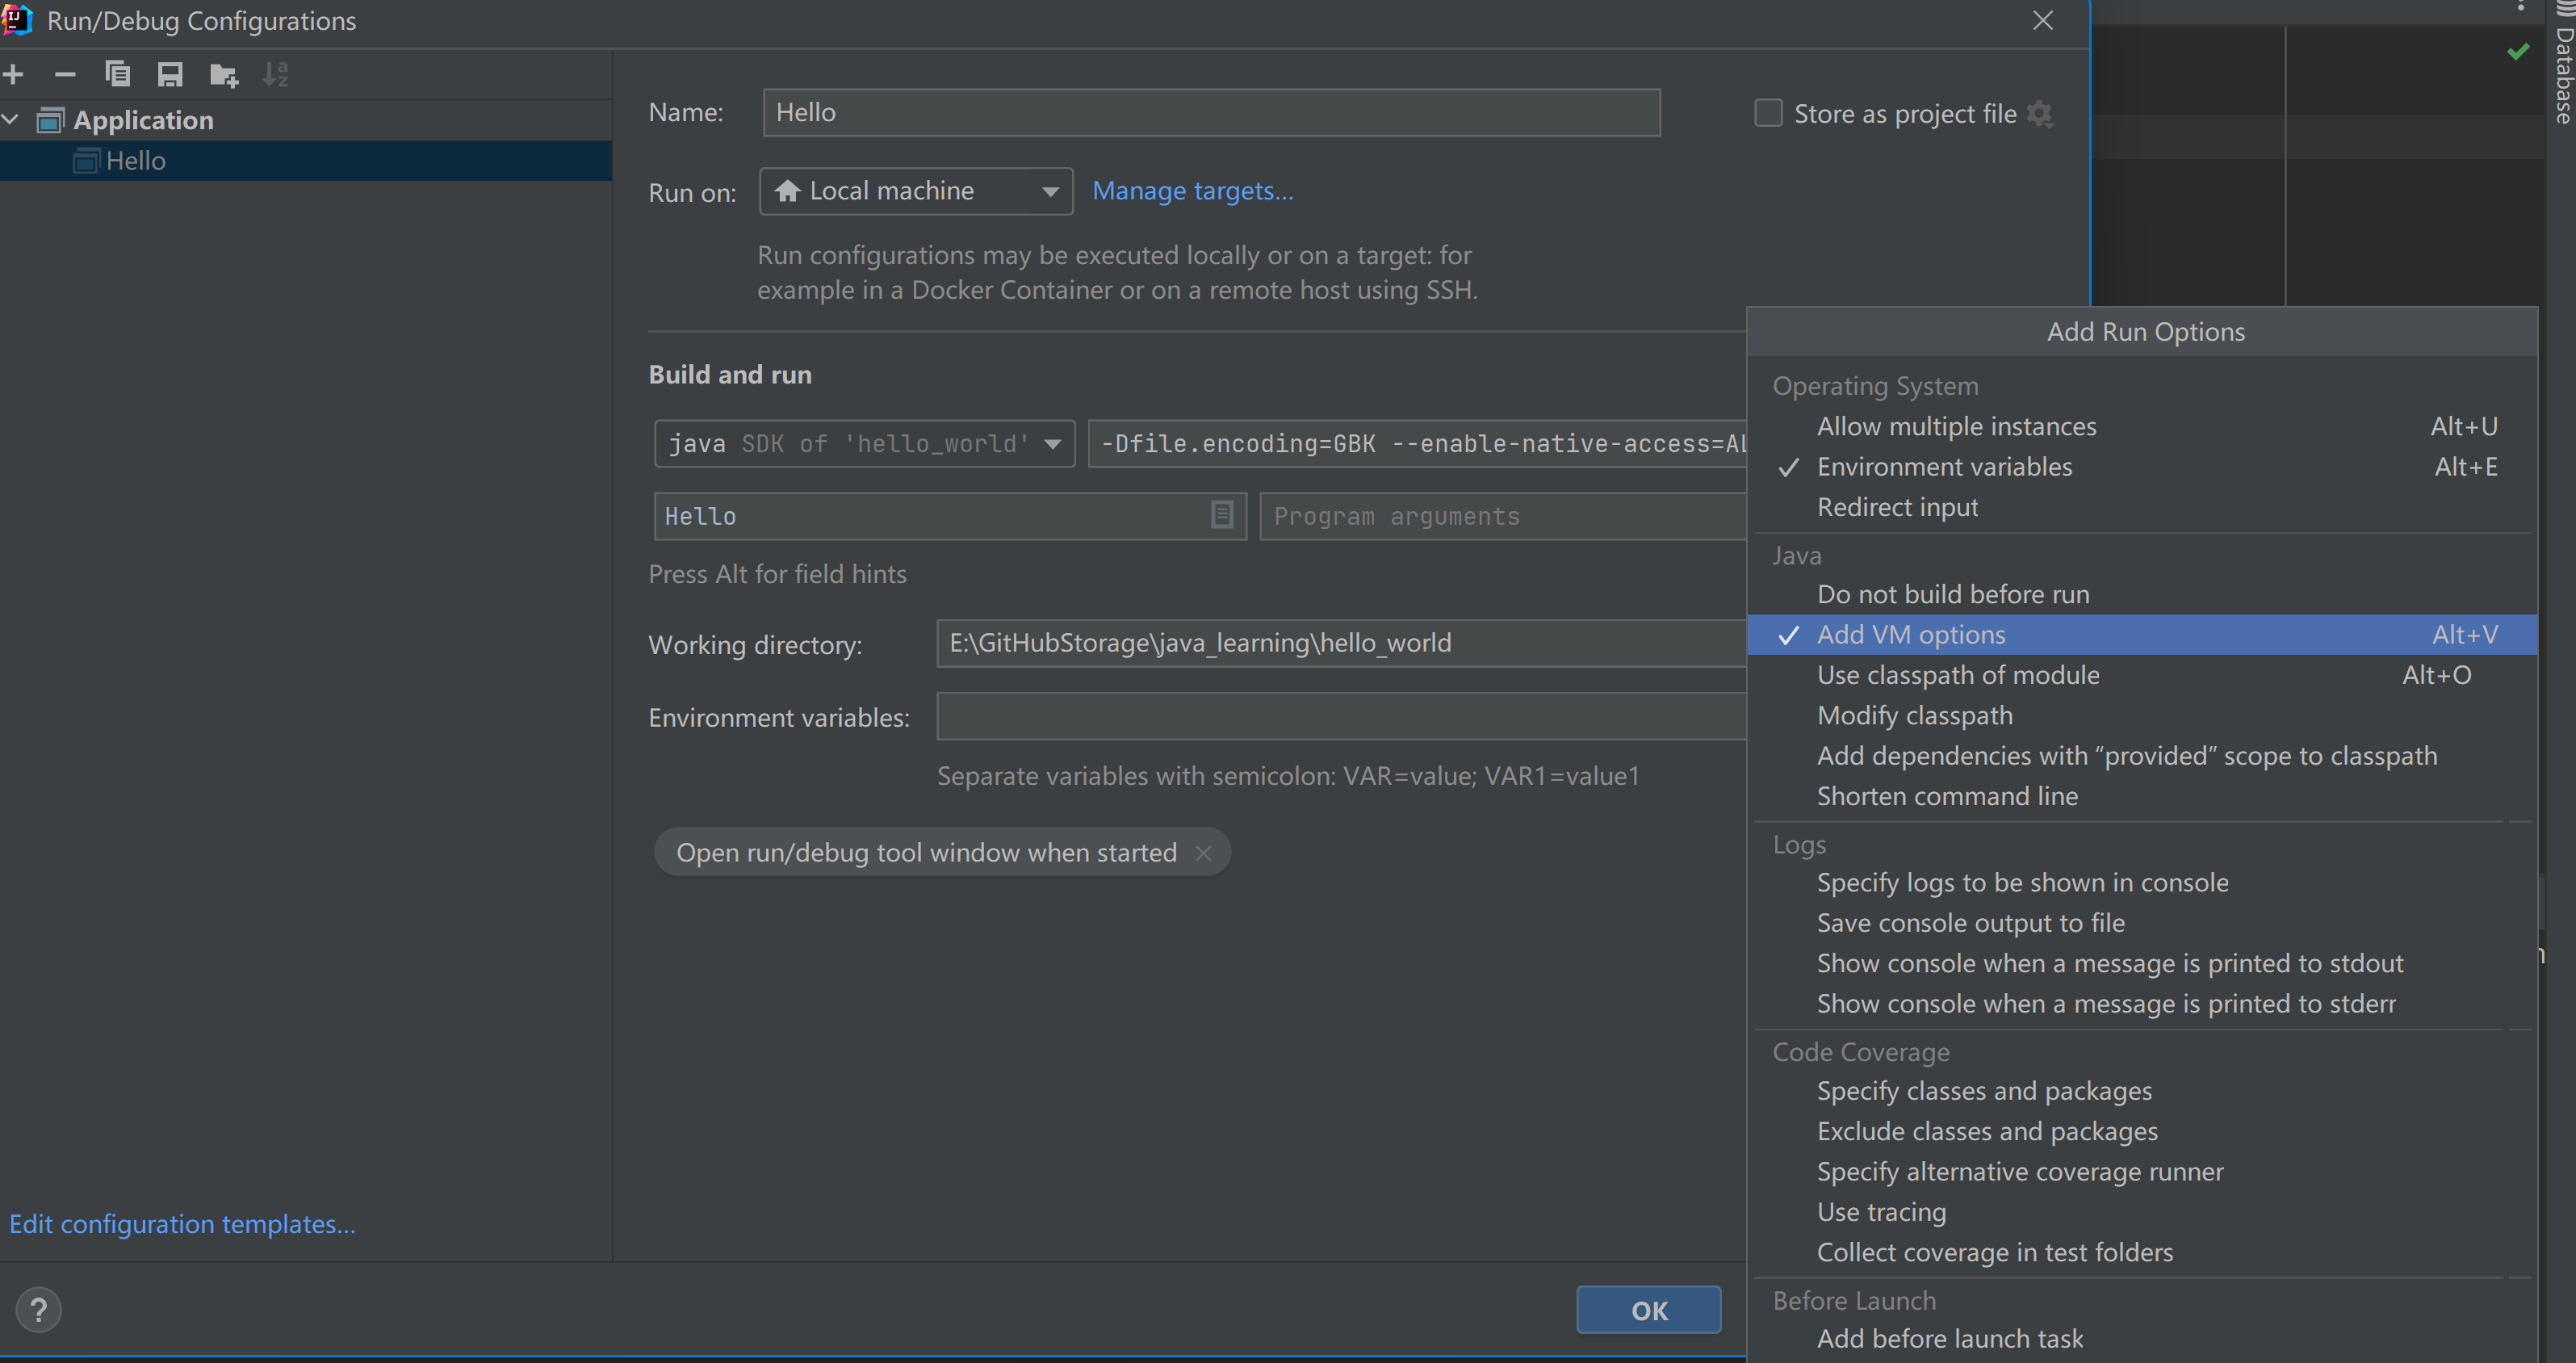 Run/Debug Configurations
Application
Hello
Edit configuration templates...
Name:
Hello
Store as project file
Run on:
Local machine
Manage targets...
Run configurations may be executed locally or on a target: for
example in a Docker Container or on a remote host using SSH.
Build and run
java SDK of 'hello_world'
-Dfile.encoding=GBK --enable-native-access=AL
Hello
Program arguments
Press Alt for field hints
Working directory:
E:\GitHubStorage\java_learning\hello_world
Environment variables:
Separate variables with semicolon: VAR=value; VAR1=value1
Open run/debug tool window when started
OK
?
Add Run Options
Operating System
Allow multiple instances Alt+U
Environment variables Alt+E
Redirect input
Java
Do not build before run
Add VM options Alt+V
Use classpath of module Alt+O
Modify classpath
Add dependencies with “provided” scope to classpath
Shorten command line
Logs
Specify logs to be shown in console
Save console output to file
Show console when a message is printed to stdout
Show console when a message is printed to stderr
Code Coverage
Specify classes and packages
Exclude classes and packages
Specify alternative coverage runner
Use tracing
Collect coverage in test folders
Before Launch
Add before launch task
Database